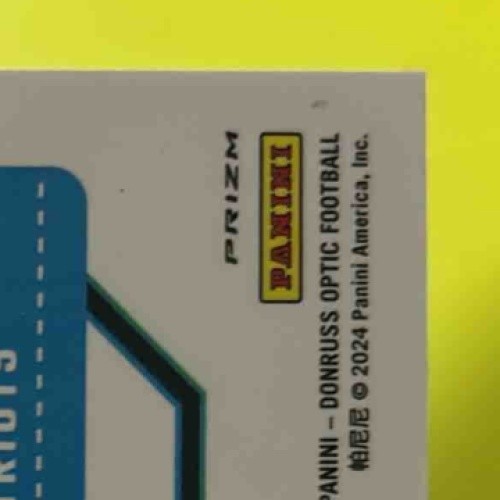 PRIZM
PANINI
PANINI – DONRUSS OPTIC FOOTBALL
帕尼尼 © 2024 Panini America, Inc.